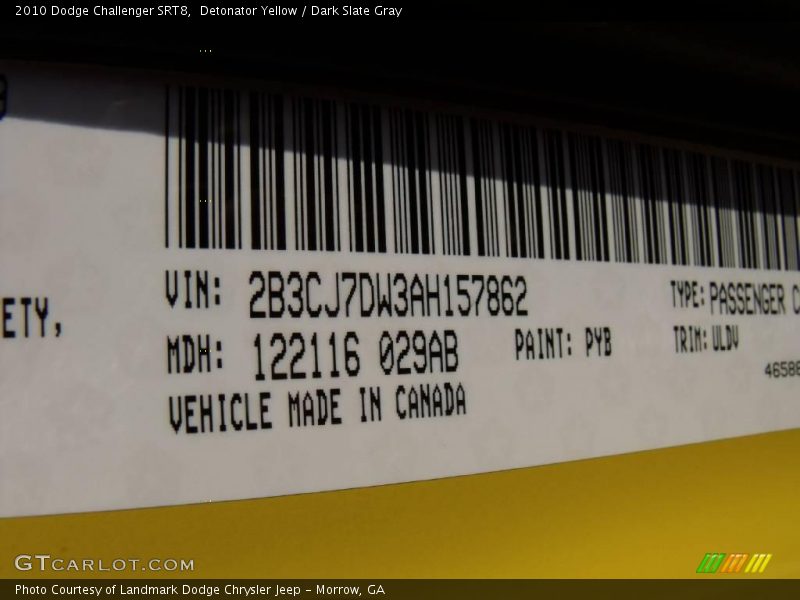 2010 Dodge Challenger SRT8,  Detonator Yellow / Dark Slate Gray
ETY,
VIN: 2B3CJ7DW3AH157862
TYPE: PASSENGER
MDH: 122116 029AB
PAINT: PYB
TRIM: ULDV
4658
VEHICLE MADE IN CANADA
GTCARLOT.COM
Photo Courtesy of Landmark Dodge Chrysler Jeep – Morrow, GA